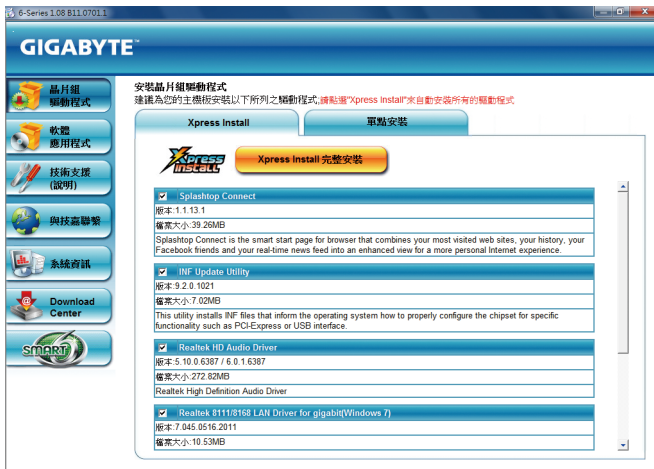 6-Series 1.08 B11.0701.1
GIGABYTE™
安裝晶片組驅動程式
建議為您的主機板安裝以下所列之驅動程式;請點選"Xpress Install"來自動安裝所有的驅動程式
晶片組
驅動程式
軟體
應用程式
技術支援
(說明)
與技嘉聯繫
系統資訊
Download
Center
SMART6
Xpress Install
單點安裝
Xpress
INSTALL
Xpress Install 完整安裝
Splashtop Connect
版本:1.1.13.1
檔案大小:39.26MB
Splashtop Connect is the smart start page for browser that combines your most visited web sites, your history, your
Facebook friends and your real-time news feed into an enhanced view for a more personal Internet experience.
INF Update Utility
版本:9.2.0.1021
檔案大小:7.02MB
This utility installs INF files that inform the operating system how to properly configure the chipset for specific
functionality such as PCI-Express or USB interface.
Realtek HD Audio Driver
版本:5.10.0.6387 / 6.0.1.6387
檔案大小:272.82MB
Realtek High Definition Audio Driver
Realtek 8111/8168 LAN Driver for gigabit(Windows 7)
版本:7.045.0516.2011
檔案大小:10.53MB